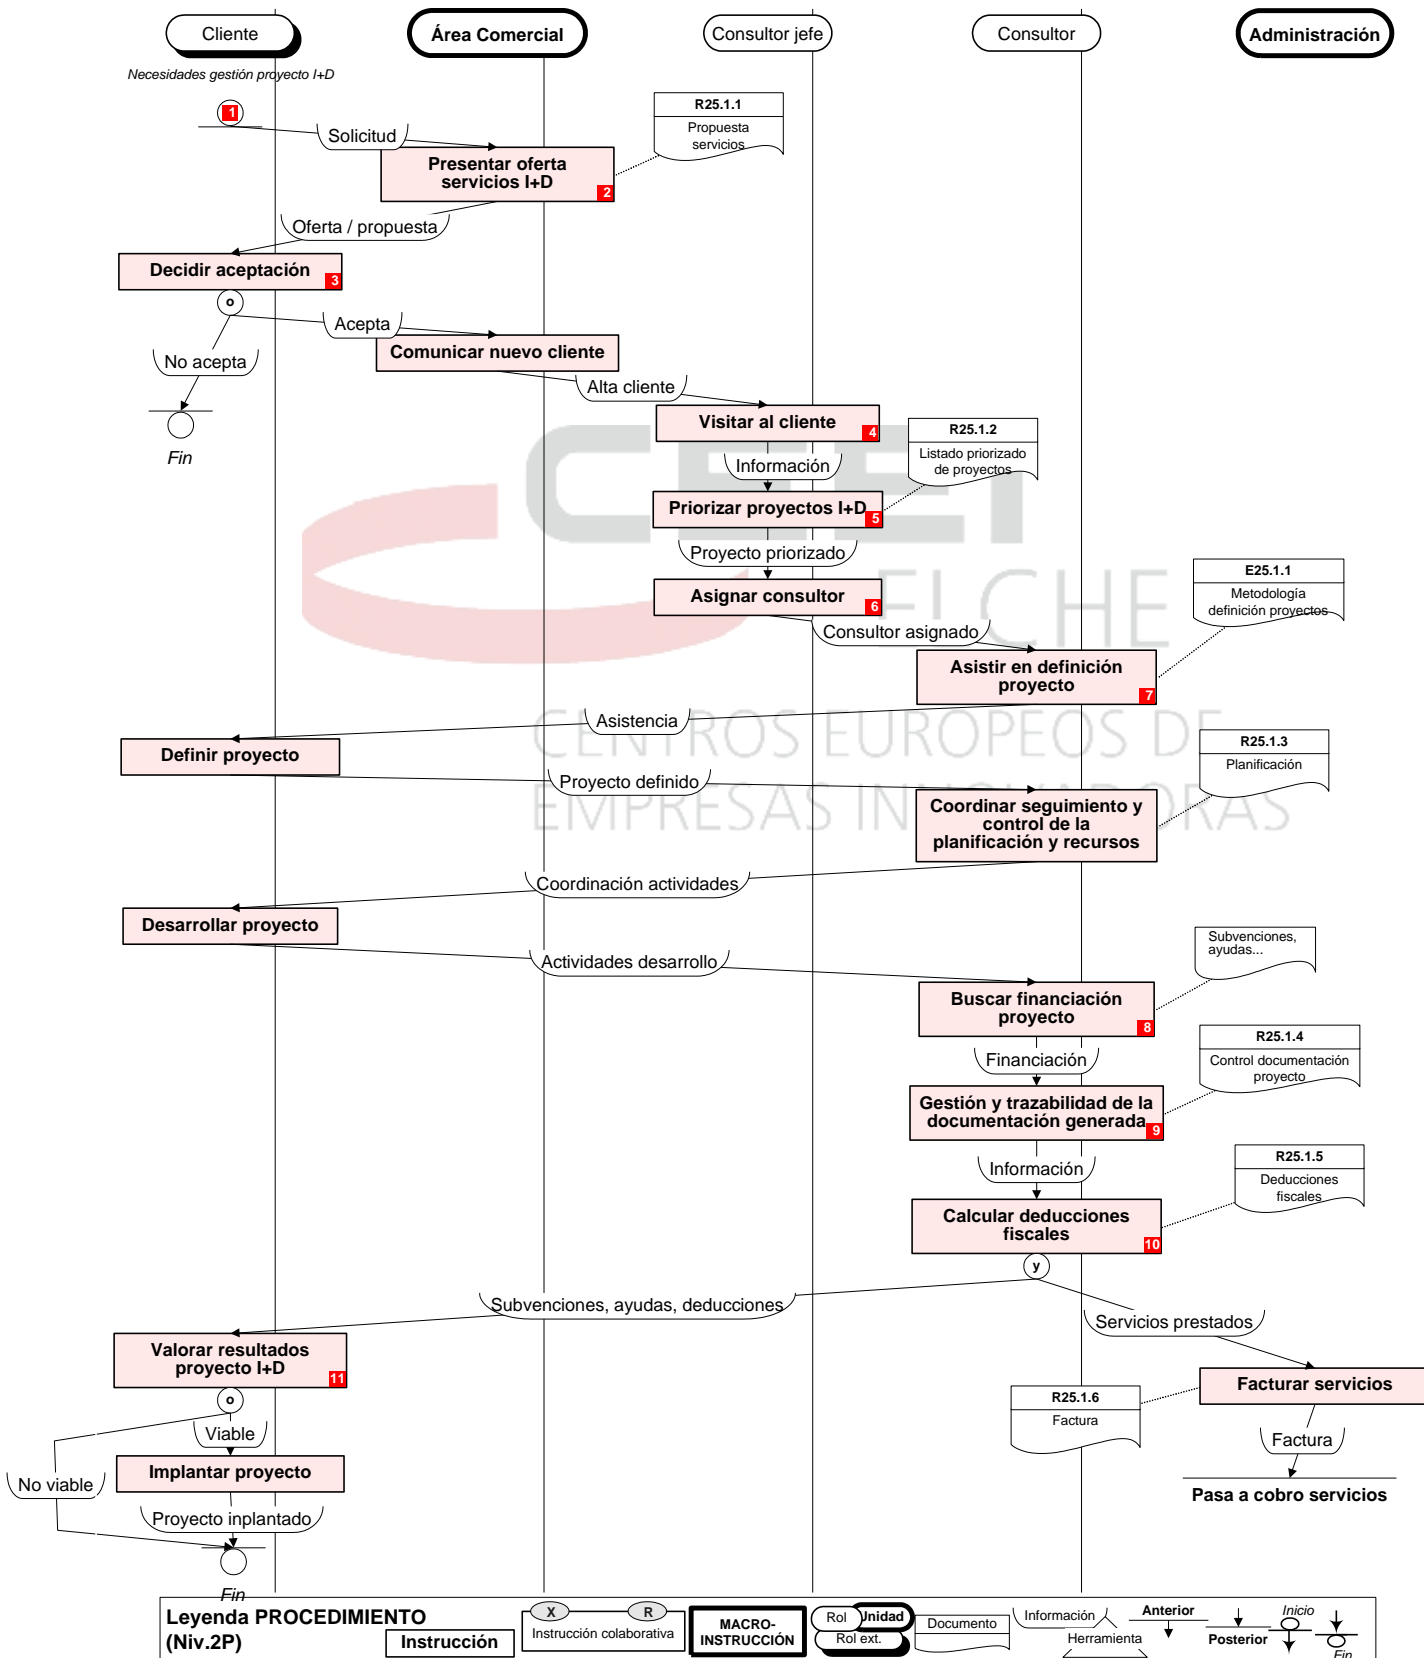 Cliente
Área Comercial
Consultor jefe
Consultor
Administración
Necesidades gestión proyecto I+D
1
Solicitud
R25.1.1
Propuesta
servicios
Presentar oferta
servicios I+D
2
Oferta / propuesta
Decidir aceptación
3
o
Acepta
No acepta
Comunicar nuevo cliente
Alta cliente
Fin
Visitar al cliente
4
R25.1.2
Listado priorizado
de proyectos
Información
Priorizar proyectos I+D
5
Proyecto priorizado
Asignar consultor
6
E25.1.1
Metodología
definición proyectos
Consultor asignado
Asistir en definición
proyecto
7
Asistencia
Definir proyecto
R25.1.3
Planificación
Proyecto definido
Coordinar seguimiento y
control de la
planificación y recursos
Coordinación actividades
Desarrollar proyecto
Actividades desarrollo
Subvenciones,
ayudas...
Buscar financiación
proyecto
8
Financiación
R25.1.4
Control documentación
proyecto
Gestión y trazabilidad de la
documentación generada
9
Información
R25.1.5
Deducciones
fiscales
Calcular deducciones
fiscales
10
y
Subvenciones, ayudas, deducciones
Servicios prestados
Valorar resultados
proyecto I+D
11
o
Facturar servicios
R25.1.6
Factura
Viable
No viable
Factura
Implantar proyecto
Pasa a cobro servicios
Proyecto inplantado
Fin
CEEI
ELCHE
CENTROS EUROPEOS DE
EMPRESAS INNOVADORAS
Leyenda PROCEDIMIENTO
(Niv.2P)
Instrucción
X
R
Instrucción colaborativa
MACRO-
INSTRUCCIÓN
Rol
Unidad
Rol ext.
Documento
Información
Herramienta
Anterior
Posterior
Inicio
Fin